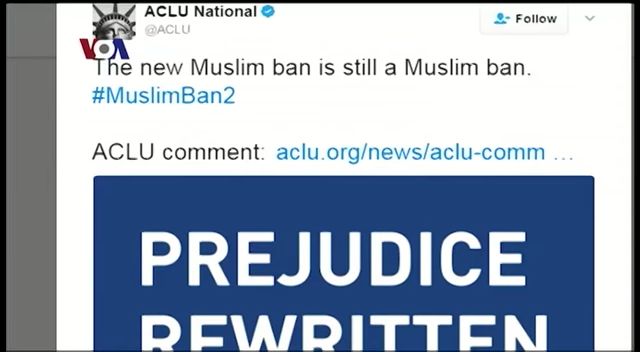 ACLU National
@ACLU
Follow
VOA
The new Muslim ban is still a Muslim ban.
#MuslimBan2
ACLU comment: aclu.org/news/aclu-comm ...
PREJUDICE
REWRITTEN